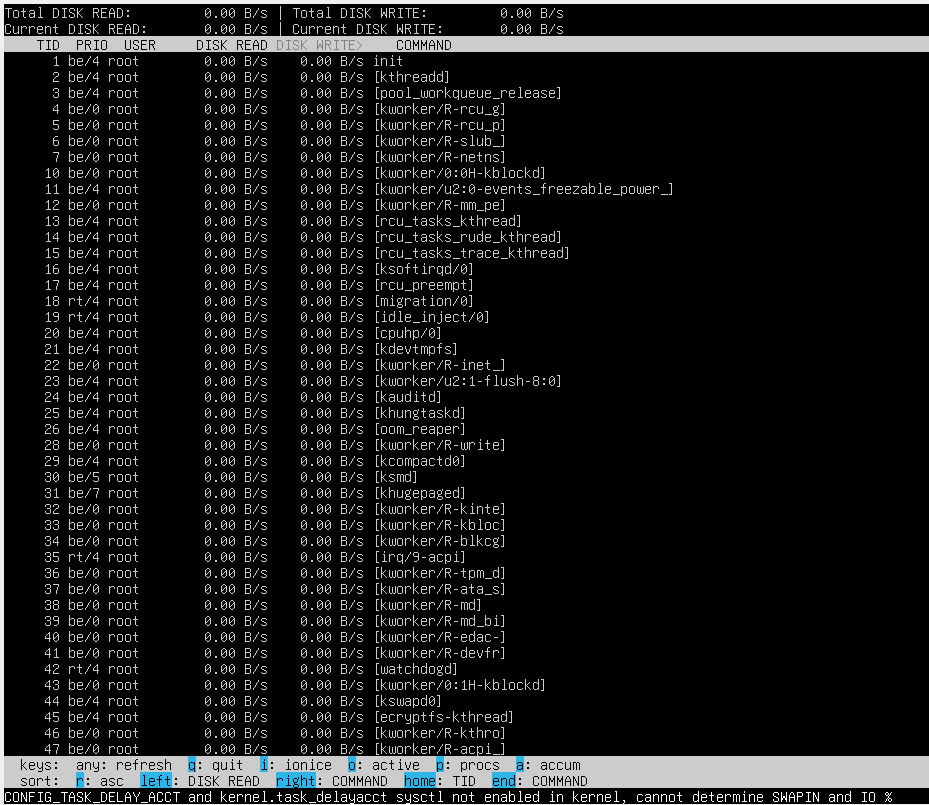 Total DISK READ:         0.00 B/s | Total DISK WRITE:         0.00 B/s
Current DISK READ:       0.00 B/s | Current DISK WRITE:       0.00 B/s
    TID  PRIO  USER     DISK READ DISK WRITE>    COMMAND
      1 be/4 root        0.00 B/s    0.00 B/s init
      2 be/4 root        0.00 B/s    0.00 B/s [kthreadd]
      3 be/4 root        0.00 B/s    0.00 B/s [pool_workqueue_release]
      4 be/0 root        0.00 B/s    0.00 B/s [kworker/R-rcu_g]
      5 be/0 root        0.00 B/s    0.00 B/s [kworker/R-rcu_p]
      6 be/0 root        0.00 B/s    0.00 B/s [kworker/R-slub_]
      7 be/0 root        0.00 B/s    0.00 B/s [kworker/R-netns]
     10 be/0 root        0.00 B/s    0.00 B/s [kworker/0:0H-kblockd]
     11 be/4 root        0.00 B/s    0.00 B/s [kworker/u2:0-events_freezable_power_]
     12 be/0 root        0.00 B/s    0.00 B/s [kworker/R-mm_pe]
     13 be/4 root        0.00 B/s    0.00 B/s [rcu_tasks_kthread]
     14 be/4 root        0.00 B/s    0.00 B/s [rcu_tasks_rude_kthread]
     15 be/4 root        0.00 B/s    0.00 B/s [rcu_tasks_trace_kthread]
     16 be/4 root        0.00 B/s    0.00 B/s [ksoftirqd/0]
     17 be/4 root        0.00 B/s    0.00 B/s [rcu_preempt]
     18 rt/4 root        0.00 B/s    0.00 B/s [migration/0]
     19 rt/4 root        0.00 B/s    0.00 B/s [idle_inject/0]
     20 be/4 root        0.00 B/s    0.00 B/s [cpuhp/0]
     21 be/4 root        0.00 B/s    0.00 B/s [kdevtmpfs]
     22 be/0 root        0.00 B/s    0.00 B/s [kworker/R-inet_]
     23 be/4 root        0.00 B/s    0.00 B/s [kworker/u2:1-flush-8:0]
     24 be/4 root        0.00 B/s    0.00 B/s [kauditd]
     25 be/4 root        0.00 B/s    0.00 B/s [khungtaskd]
     26 be/4 root        0.00 B/s    0.00 B/s [oom_reaper]
     28 be/0 root        0.00 B/s    0.00 B/s [kworker/R-write]
     29 be/4 root        0.00 B/s    0.00 B/s [kcompactd0]
     30 be/5 root        0.00 B/s    0.00 B/s [ksmd]
     31 be/7 root        0.00 B/s    0.00 B/s [khugepaged]
     32 be/0 root        0.00 B/s    0.00 B/s [kworker/R-kinte]
     33 be/0 root        0.00 B/s    0.00 B/s [kworker/R-kbloc]
     34 be/0 root        0.00 B/s    0.00 B/s [kworker/R-blkcg]
     35 rt/4 root        0.00 B/s    0.00 B/s [irq/9-acpi]
     36 be/0 root        0.00 B/s    0.00 B/s [kworker/R-tpm_d]
     37 be/0 root        0.00 B/s    0.00 B/s [kworker/R-ata_s]
     38 be/0 root        0.00 B/s    0.00 B/s [kworker/R-md]
     39 be/0 root        0.00 B/s    0.00 B/s [kworker/R-md_bi]
     40 be/0 root        0.00 B/s    0.00 B/s [kworker/R-edac-]
     41 be/0 root        0.00 B/s    0.00 B/s [kworker/R-devfr]
     42 rt/4 root        0.00 B/s    0.00 B/s [watchdogd]
     43 be/0 root        0.00 B/s    0.00 B/s [kworker/0:1H-kblockd]
     44 be/4 root        0.00 B/s    0.00 B/s [kswapd0]
     45 be/4 root        0.00 B/s    0.00 B/s [ecryptfs-kthread]
     46 be/0 root        0.00 B/s    0.00 B/s [kworker/R-kthro]
     47 be/0 root        0.00 B/s    0.00 B/s [kworker/R-acpi_]
  keys:  any: refresh  q: quit  i: ionice  o: active  p: procs  a: accum
  sort:  r: asc  left: DISK READ  right: COMMAND  home: TID  end: COMMAND
CONFIG_TASK_DELAY_ACCT and kernel.task_delayacct sysctl not enabled in kernel, cannot determine SWAPIN and IO %